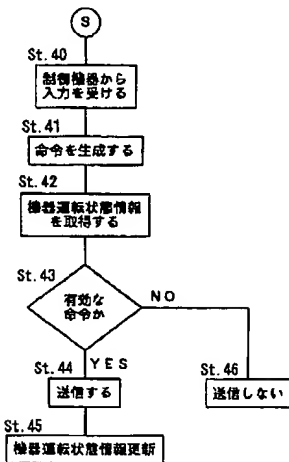 S
St.40
制御機器から
入力を受ける
St.41
命令を生成する
St.42
機器運転状態情報
を取得する
St.43
有効な
命令か
NO
YES
St.44
送信する
St.46
送信しない
St.45
機器運転状態情報更新